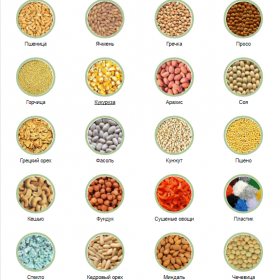 Пшеница Ячмень Гречка Просо
Горчица Кукуруза Арахис Соя
Грецкий орех Фасоль Кунжут Пшено
Кешью Фундук Сушеные овощи Пластик
Стекло Кедровый орех Миндаль Чечевица